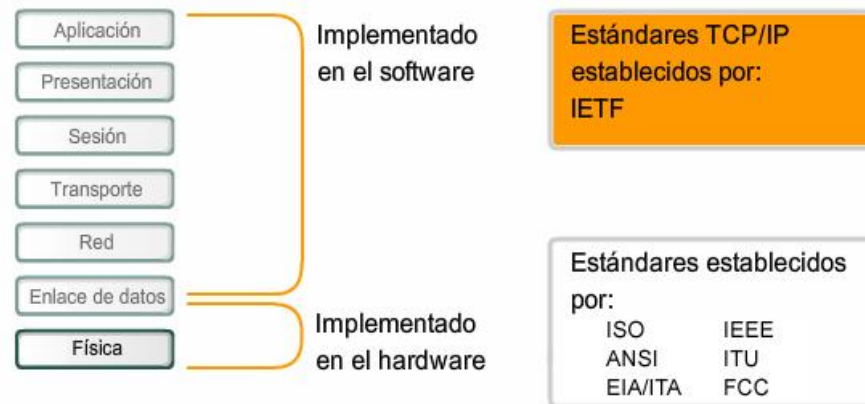 Aplicación
Presentación
Sesión
Transporte
Red
Enlace de datos
Física
Implementado
en el software
Implementado
en el hardware
Estándares TCP/IP
establecidos por:
IETF
Estándares establecidos
por:
ISO IEEE
ANSI ITU
EIA/ITA FCC